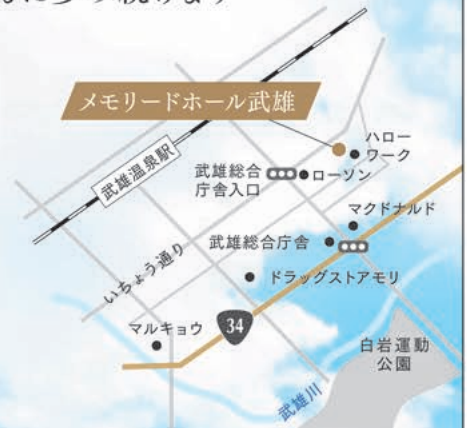 メモリードホール武雄
ハロー
ワーク
武雄温泉駅
武雄総合
庁舎入口
ローソン
マクドナルド
武雄総合庁舎
いちょう通り
ドラッグストアモリ
34
マルキョウ
白岩運動
公園
武雄川